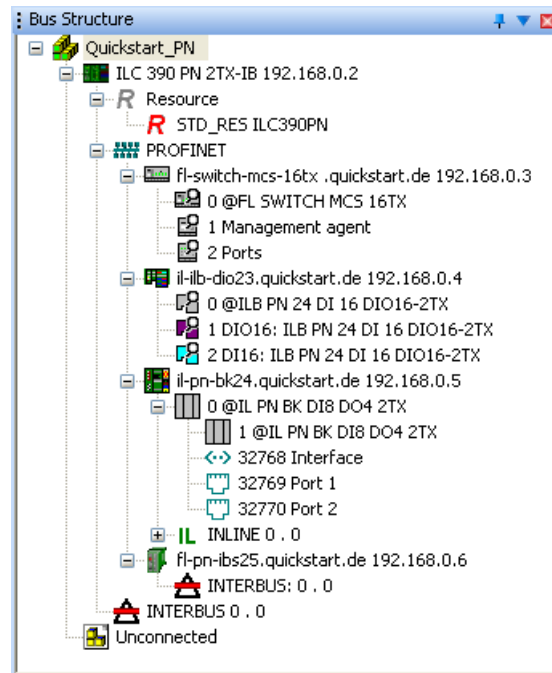 Bus Structure
Quickstart_PN
ILC 390 PN 2TX-IB 192.168.0.2
R Resource
R STD_RES ILC390PN
PROFINET
fl-switch-mcs-16tx .quickstart.de 192.168.0.3
0 @FL SWITCH MCS 16TX
1 Management agent
2 Ports
il-ilb-dio23.quickstart.de 192.168.0.4
0 @ILB PN 24 DI 16 DIO16-2TX
1 DIO16: ILB PN 24 DI 16 DIO16-2TX
2 DI16: ILB PN 24 DI 16 DIO16-2TX
il-pn-bk24.quickstart.de 192.168.0.5
0 @IL PN BK DI8 DO4 2TX
1 @IL PN BK DI8 DO4 2TX
32768 Interface
32769 Port 1
32770 Port 2
IL INLINE 0 . 0
fl-pn-ibs25.quickstart.de 192.168.0.6
INTERBUS: 0 . 0
INTERBUS 0 . 0
Unconnected